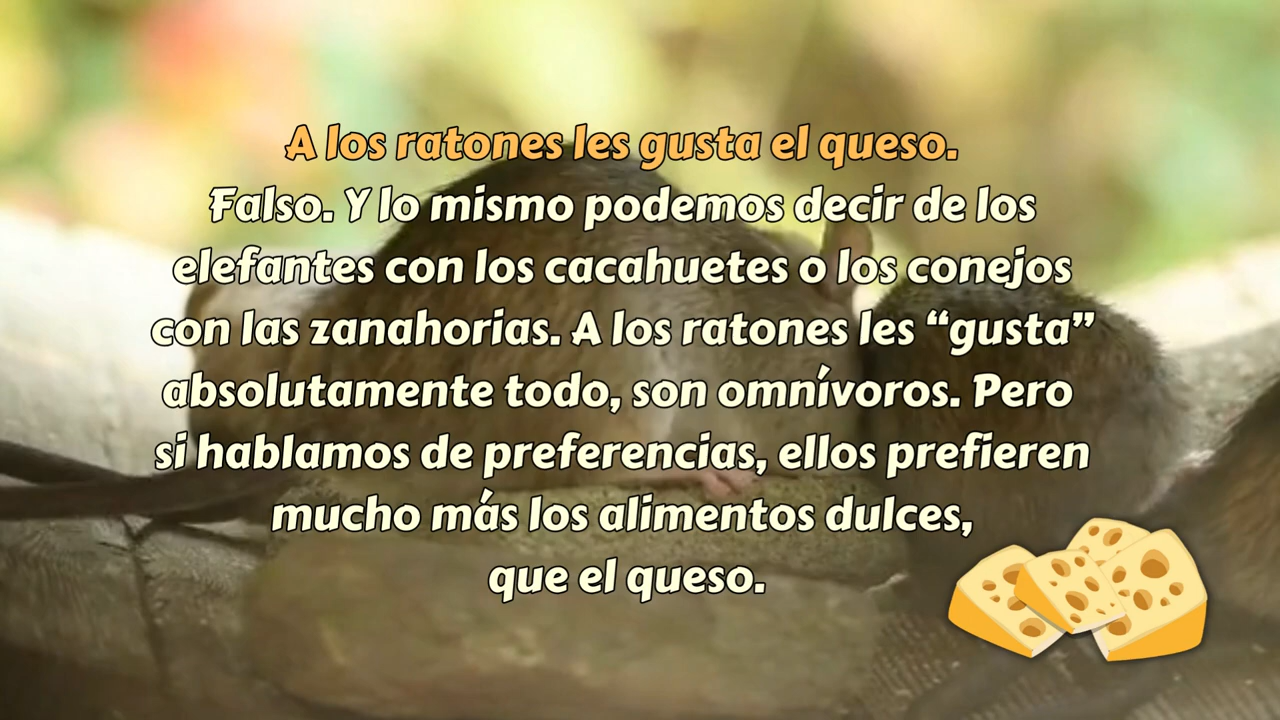 A los ratones les gusta el queso.
Falso. Y lo mismo podemos decir de los
elefantes con los cacahuetes o los conejos
con las zanahorias. A los ratones les “gusta”
absolutamente todo, son omnívoros. Pero
si hablamos de preferencias, ellos prefieren
mucho más los alimentos dulces,
que el queso.